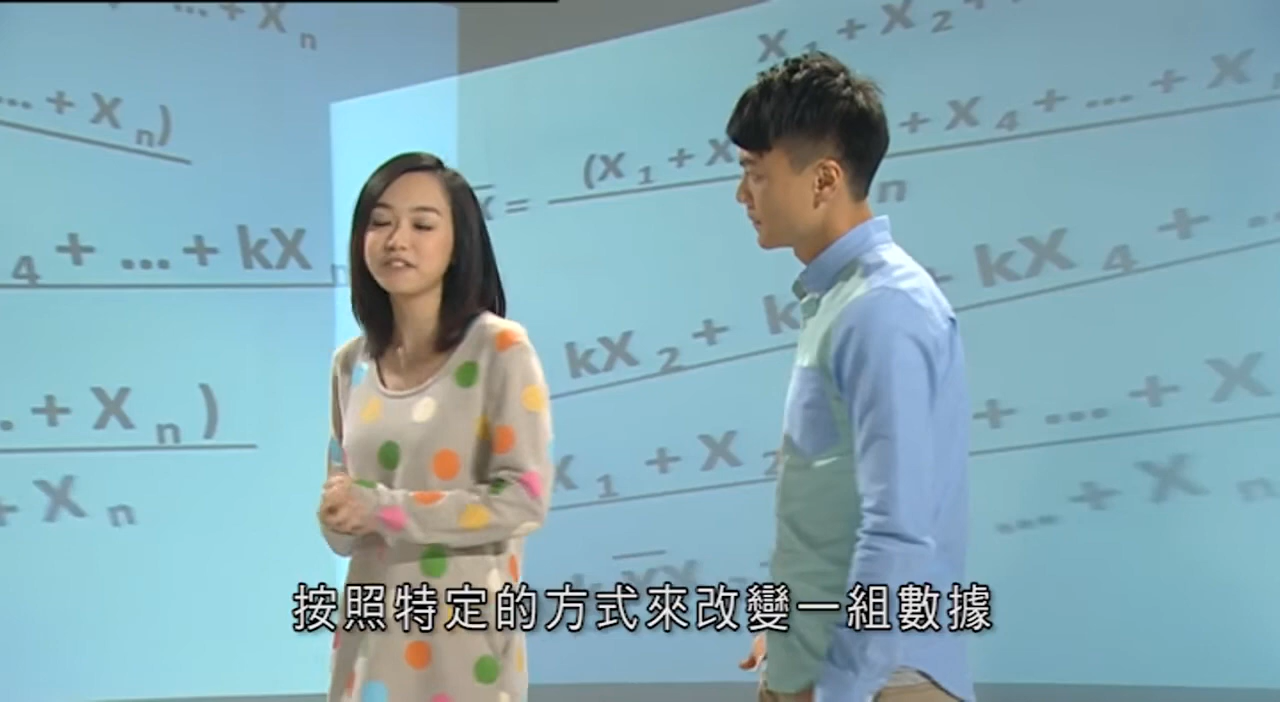 ... + X n
... + X n)
4 + ... + kX n
. + X n )
+ X n
X 1 + X 2 +
(X 1 + X
+ X 4 + ... + X n
x =
n
kX 2 + k
+ kX 4 + ...
X 1 + X 2
+ ... + X
... + X n
按照特定的方式來改變一組數據